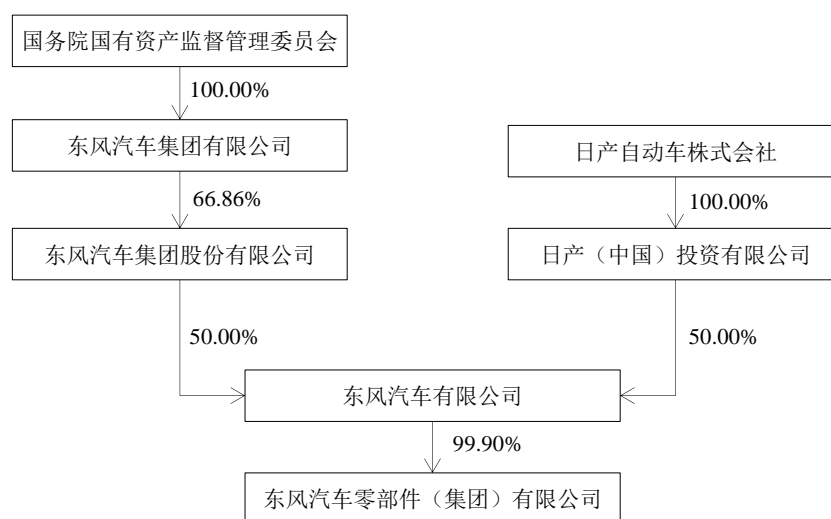 国务院国有资产监督管理委员会
100.00%
东风汽车集团有限公司
日产自动车株式会社
66.86%
100.00%
东风汽车集团股份有限公司
日产（中国）投资有限公司
50.00%
50.00%
东风汽车有限公司
99.90%
东风汽车零部件（集团）有限公司